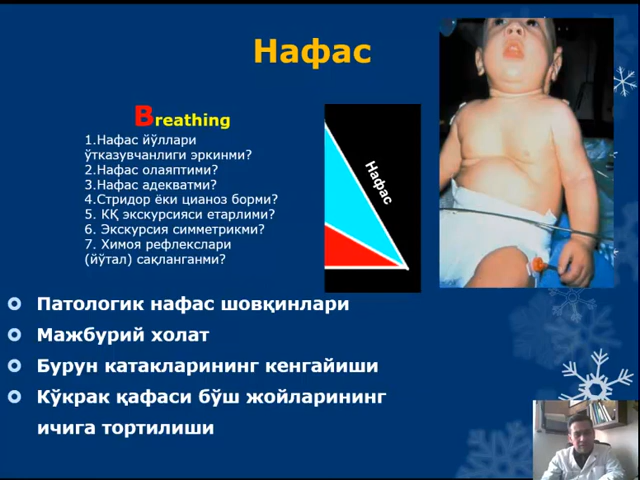 Нафас
Breathing
1.Нафас йўллари
ўтказувчанлиги эркинми?
2.Нафас олаяптими?
3.Нафас адекватми?
4.Стридор ёки цианоз борми?
5. КҚ экскурсияси етарлими?
6. Экскурсия симметрикми?
7. Химоя рефлекслари
(йўтал) сақланганми?
Нафас
Патологик нафас шовқинлари
Мажбурий холат
Бурун катакларининг кенгайиши
Кўкрак қафаси бўш жойларининг
ичига тортилиши